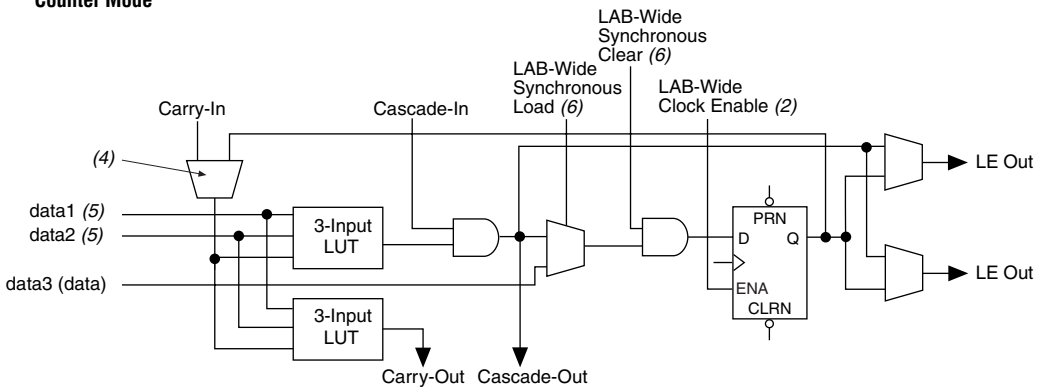 Counter Mode
LAB-Wide
Synchronous
Clear (6)
LAB-Wide
Synchronous
Load (6)
LAB-Wide
Clock Enable (2)
Carry-In
Cascade-In
(4)
LE Out
data1 (5)
data2 (5)
3-Input
LUT
PRN
D
Q
data3 (data)
ENA
CLRN
LE Out
3-Input
LUT
Carry-Out
Cascade-Out